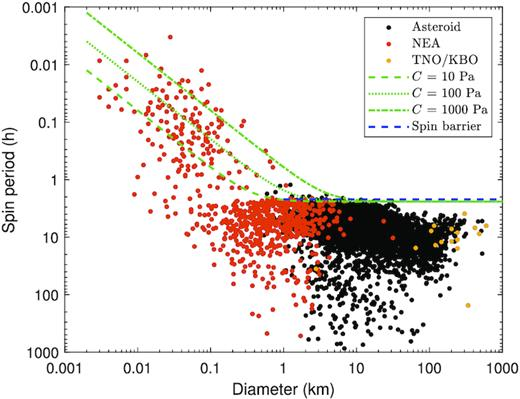 0.001
0.01
0.1
1
10
100
1000
Spin period (h)
Asteroid
NEA
TNO/KBO
C = 10 Pa
C = 100 Pa
C = 1000 Pa
Spin barrier
0.001 0.01 0.1 1 10 100 1000
Diameter (km)